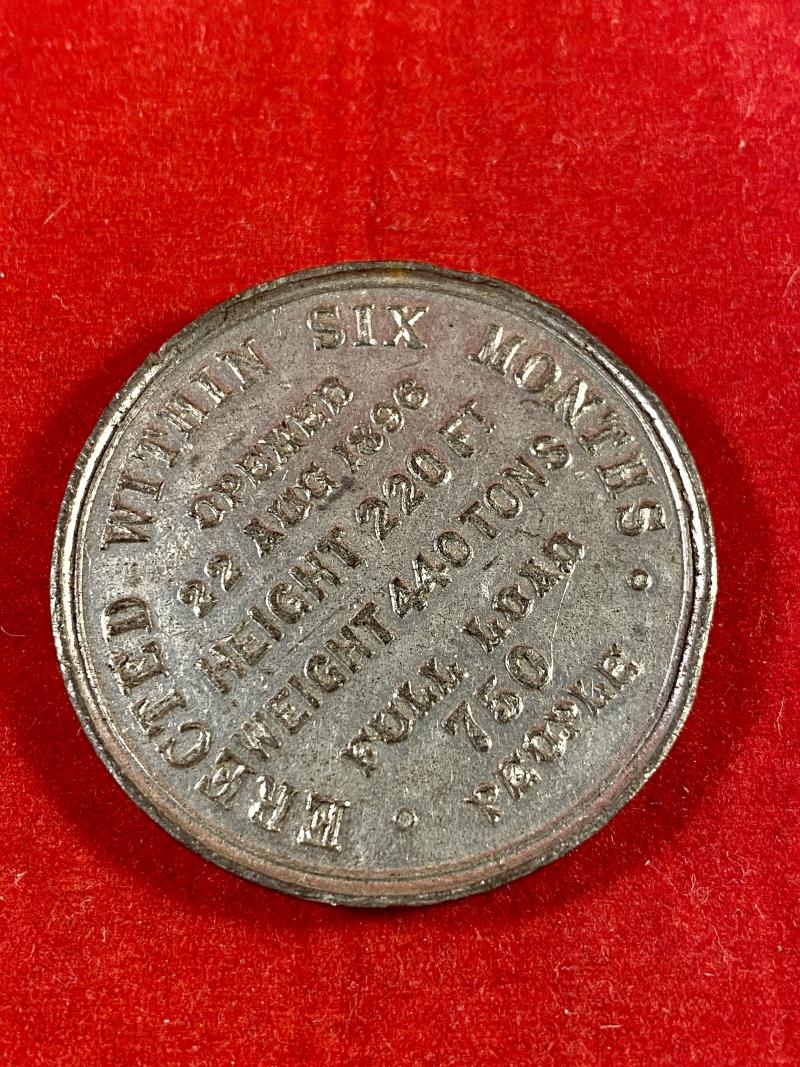 ERECTED WITHIN SIX MONTHS
OPENED
22 AUG 1896
HEIGHT 220 FT
WEIGHT 440 TONS
FULL LOAD
750
PEOPLE